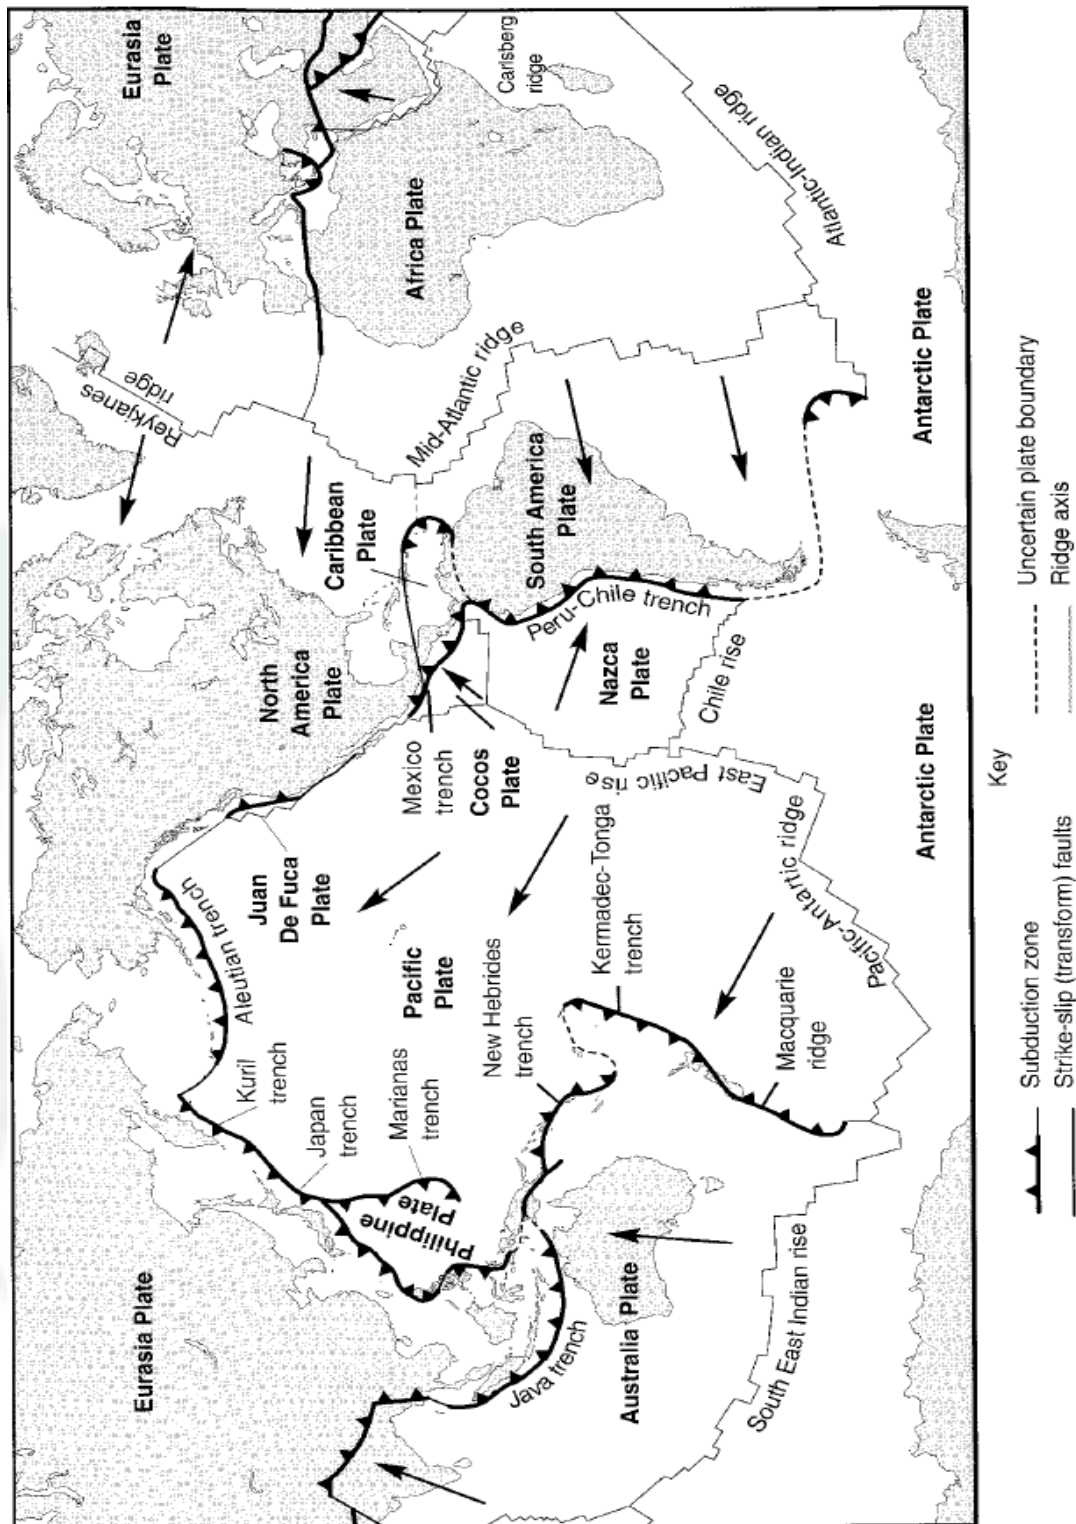 Eurasia Plate
Eurasia
Plate
North
America
Plate
Reykjanes
ridge
Aleutian trench
Kuril
trench
Japan
trench
Juan
De Fuca
Plate
Caribbean
Plate
Africa Plate
Carlsberg
ridge
Philippine
Plate
Marianas
trench
Pacific
Plate
Mexico
trench
Cocos
Plate
Mid-Atlantic ridge
New Hebrides
trench
South America
Plate
Java trench
Peru-Chile trench
Kermadec-Tonga
trench
East Pacific rise
Nazca
Plate
Australia Plate
Chile rise
Atlantic-Indian ridge
South East Indian rise
Macquarie
ridge
Pacific-Antarctic ridge
Antarctic Plate
Antarctic Plate
Key
Subduction zone
Strike-slip (transform) faults
Uncertain plate boundary
Ridge axis